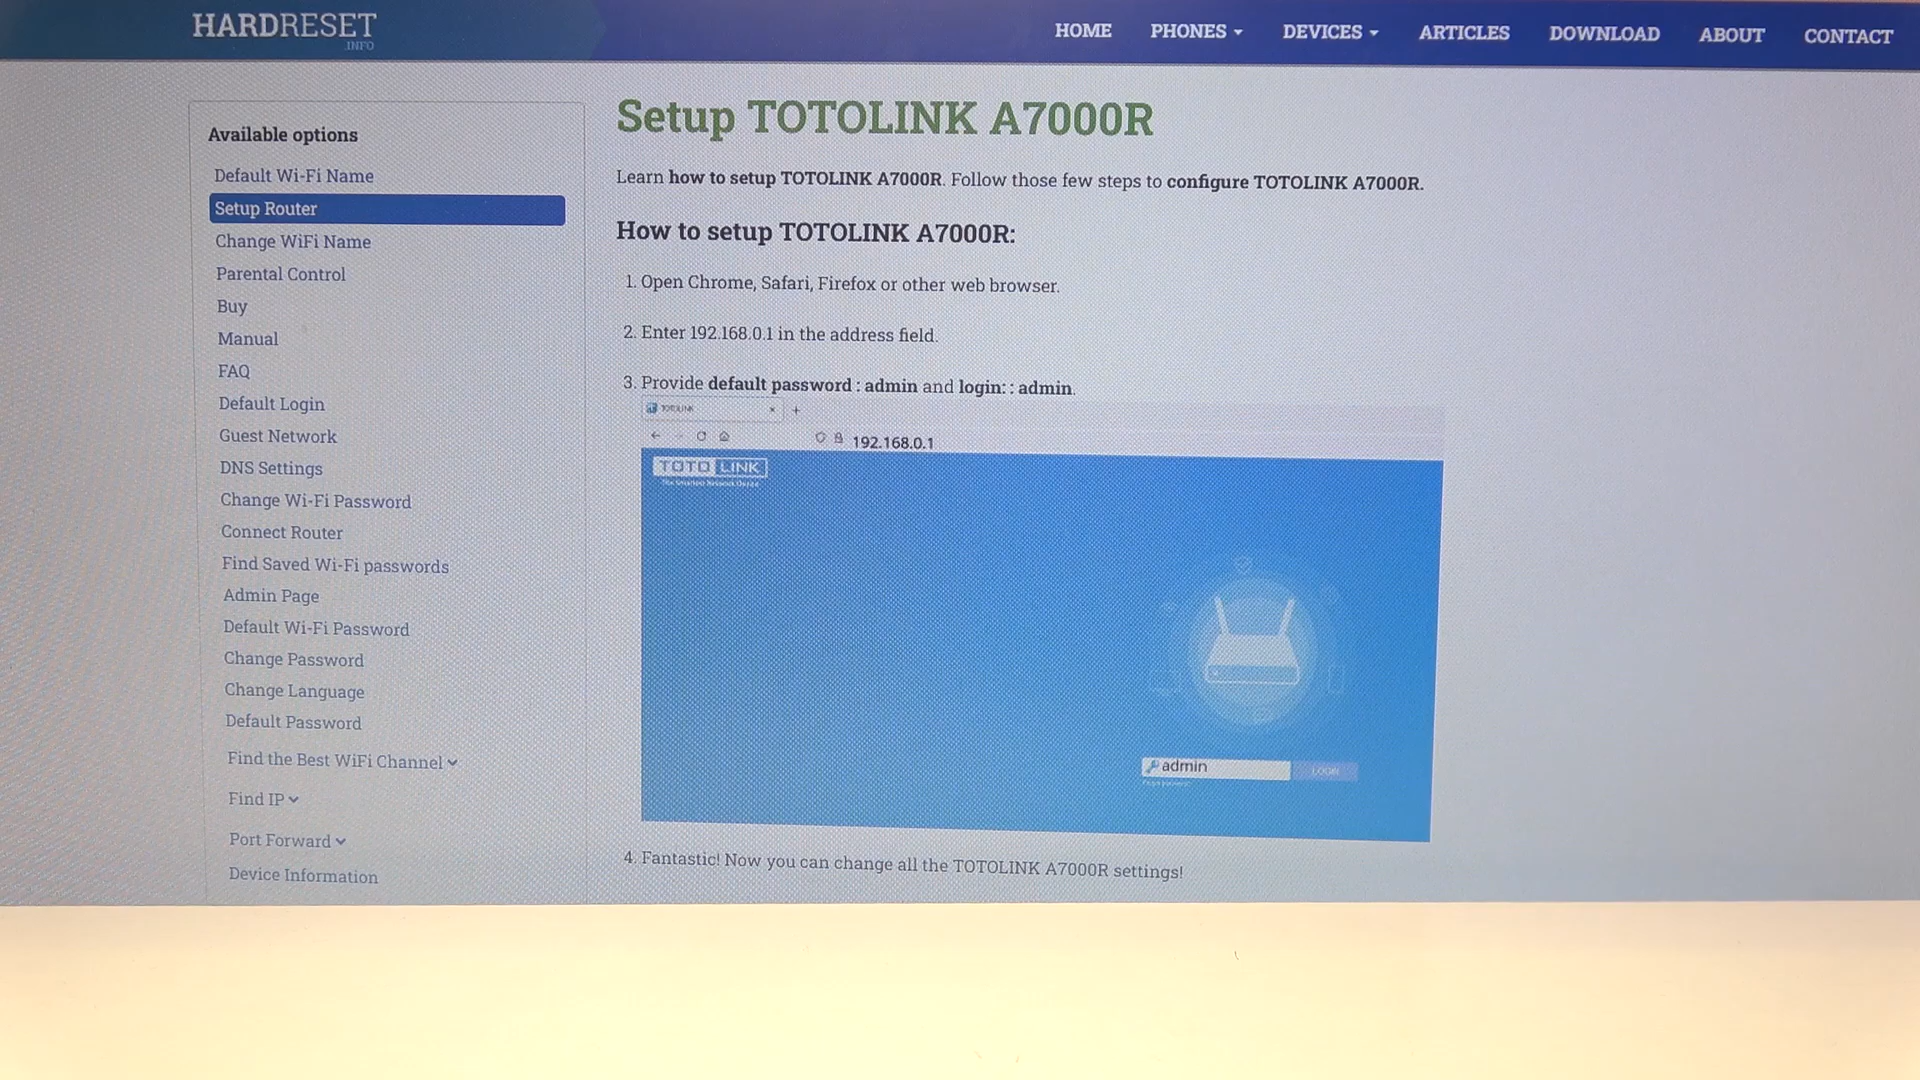 HARDRESET
.INFO
HOME PHONES DEVICES ARTICLES DOWNLOAD ABOUT CONTACT
Available options
Default Wi-Fi Name
Setup Router
Change WiFi Name
Parental Control
Buy
Manual
FAQ
Default Login
Guest Network
DNS Settings
Change Wi-Fi Password
Connect Router
Find Saved Wi-Fi passwords
Admin Page
Default Wi-Fi Password
Change Password
Change Language
Default Password
Find the Best WiFi Channel
Find IP
Port Forward
Device Information
Setup TOTOLINK A7000R
Learn how to setup TOTOLINK A7000R. Follow those few steps to configure TOTOLINK A7000R.
How to setup TOTOLINK A7000R:
1. Open Chrome, Safari, Firefox or other web browser.
2. Enter 192.168.0.1 in the address field.
3. Provide default password : admin and login: : admin.
TOTOLINK
192.168.0.1
TOTO LINK
The Smartest Network Device
admin
LOGIN
4. Fantastic! Now you can change all the TOTOLINK A7000R settings!